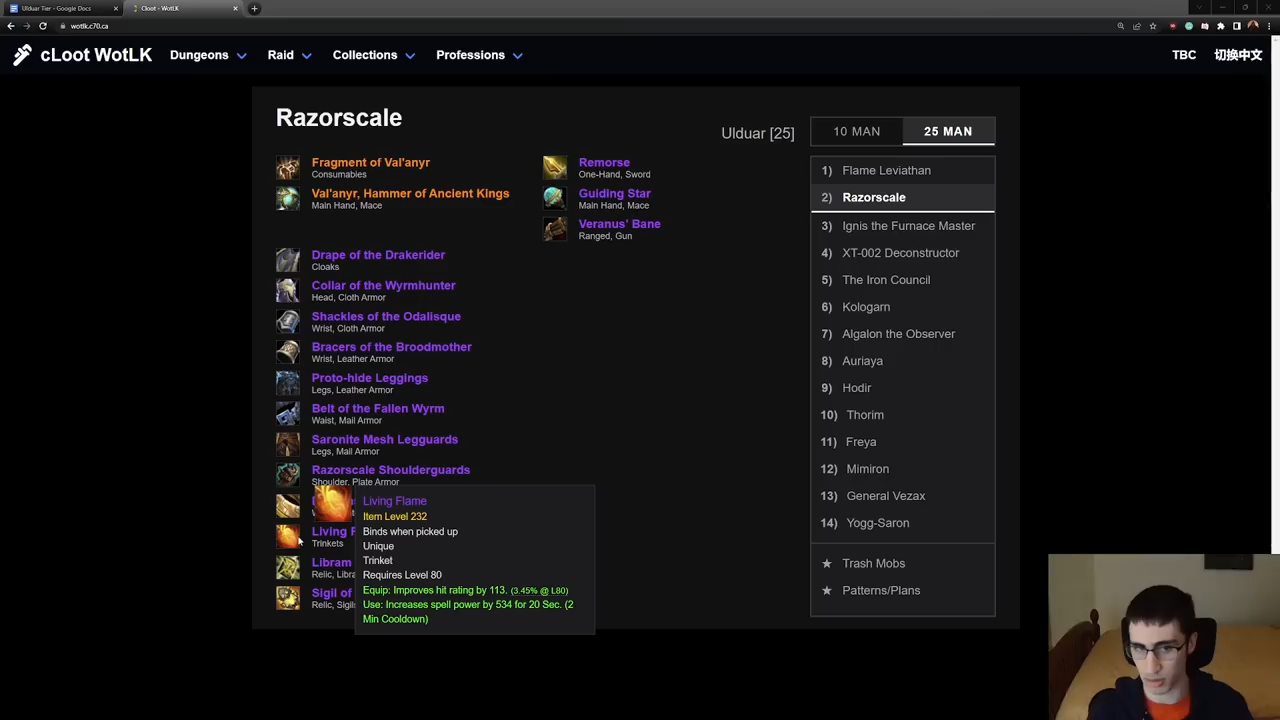 Ulduar Tier - Google Docs
Cloot - WotLK
wotlk.c70.ca
cLoot WotLK
Dungeons
Raid
Collections
Professions
TBC
切换中文
Razorscale
Ulduar [25]
10 MAN
25 MAN
Fragment of Val'anyr
Consumables
Val'anyr, Hammer of Ancient Kings
Main Hand, Mace
Remorse
One-Hand, Sword
Guiding Star
Main Hand, Mace
Veranus' Bane
Ranged, Gun
Drape of the Drakerider
Cloaks
Collar of the Wyrmhunter
Head, Cloth Armor
Shackles of the Odalisque
Wrist, Cloth Armor
Bracers of the Broodmother
Wrist, Leather Armor
Proto-hide Leggings
Legs, Leather Armor
Belt of the Fallen Wyrm
Waist, Mail Armor
Saronite Mesh Legguards
Legs, Mail Armor
Razorscale Shoulderguards
Shoulder, Plate Armor
Living
Trinkets
Libram
Relic,
Sigil of
Relic,
Living Flame
Item Level 232
Binds when picked up
Unique
Trinket
Requires Level 80
Equip: Improves hit rating by 113. (3.45% @ L80)
Use: Increases spell power by 534 for 20 Sec. (2
Min Cooldown)
1) Flame Leviathan
2) Razorscale
3) Ignis the Furnace Master
4) XT-002 Deconstructor
5) The Iron Council
6) Kologarn
7) Algalon the Observer
8) Auriaya
9) Hodir
10) Thorim
11) Freya
12) Mimiron
13) General Vezax
14) Yogg-Saron
★ Trash Mobs
★ Patterns/Plans